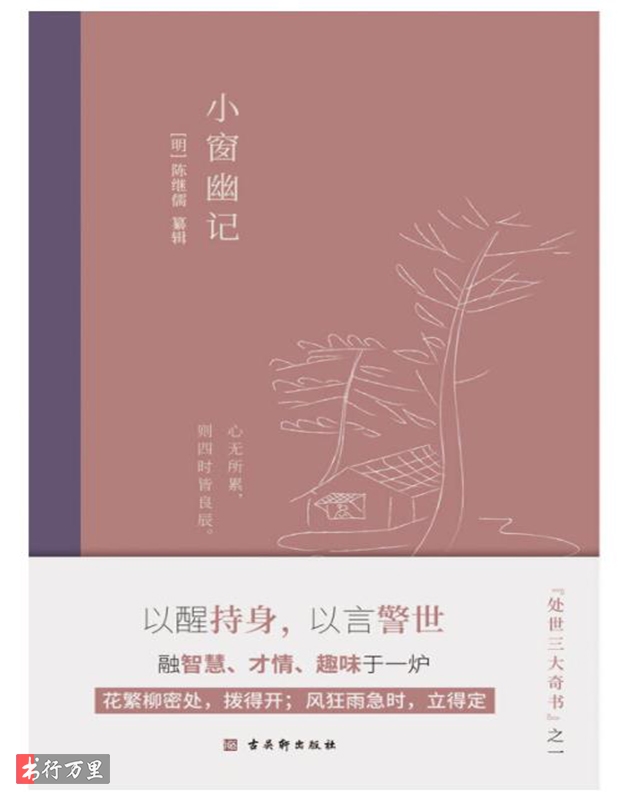 小窗幽记
[明]陈继儒 纂辑
心无所累，
则四时皆良辰。
以醒持身，以言警世
融智慧、才情、趣味于一炉
花繁柳密处，拨得开；风狂雨急时，立得定
『处世三大奇书』之一
古吴轩出版社
书行万里